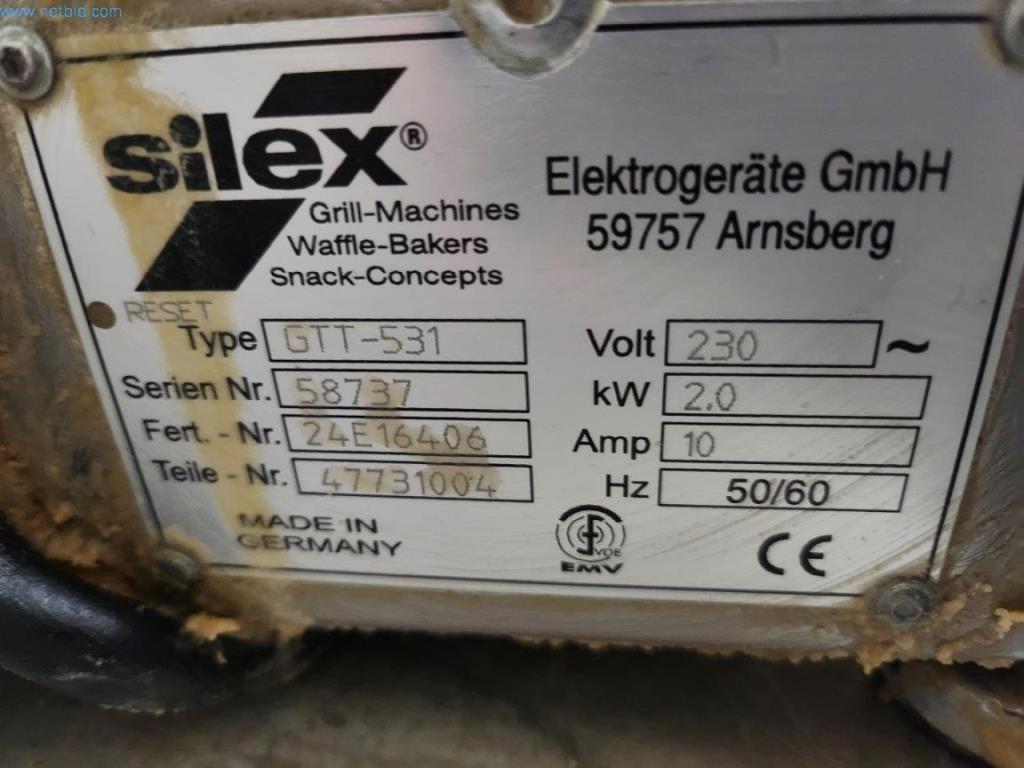 www.netbid.com
silex®
Grill-Machines
Waffle-Bakers
Snack-Concepts
Elektrogeräte GmbH
59757 Arnsberg
RESET
Type GTT-531
Serien Nr. 58737
Fert. - Nr. 24E16406
Teile - Nr. 47731004
Volt 230 ~
kW 2.0
Amp 10
Hz 50/60
MADE IN
GERMANY
VDE
EMV
CE